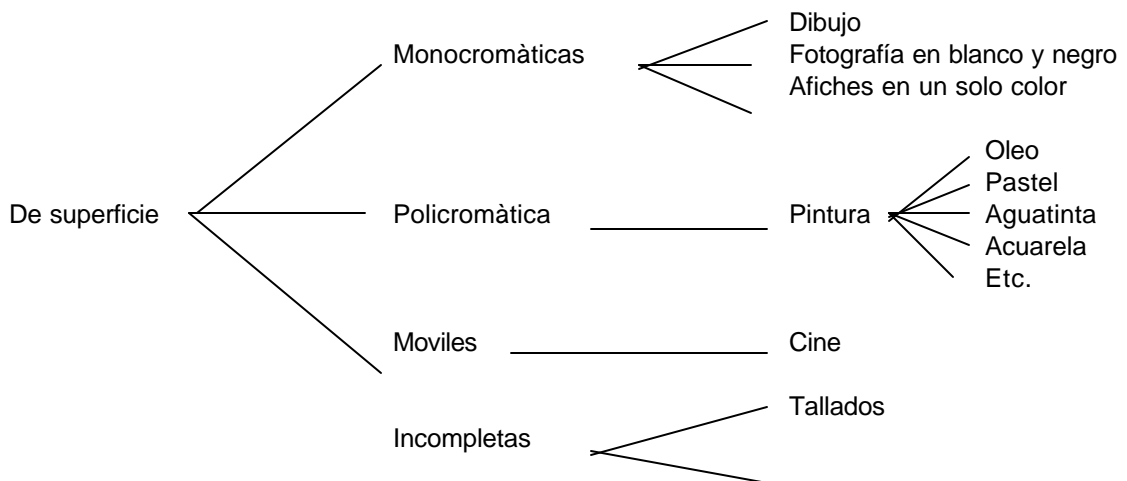 Dibujo
Monocromàticas
Fotografía en blanco y negro
Afiches en un solo color
Oleo
Pastel
De superficie
Policromàtica
Pintura
Aguatinta
Acuarela
Etc.
Moviles
Cine
Tallados
Incompletas